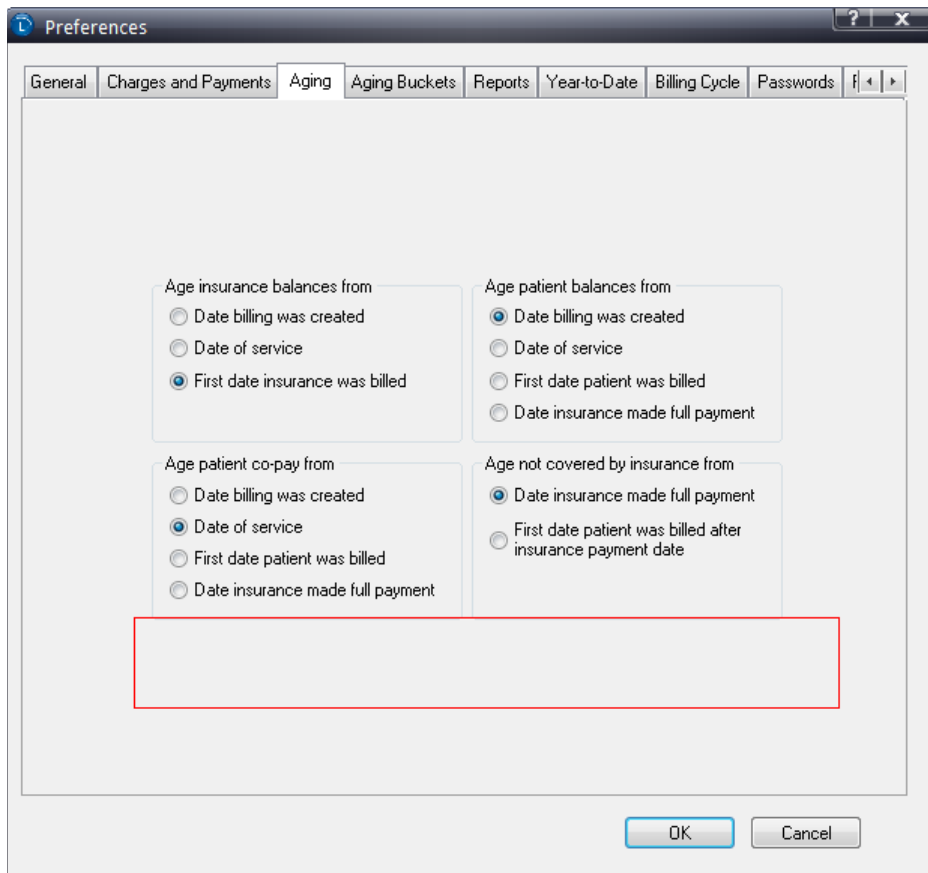 Preferences
General Charges and Payments Aging Aging Buckets Reports Year-to-Date Billing Cycle Passwords
Age insurance balances from
Date billing was created
Date of service
First date insurance was billed
Age patient balances from
Date billing was created
Date of service
First date patient was billed
Date insurance made full payment
Age patient co-pay from
Date billing was created
Date of service
First date patient was billed
Date insurance made full payment
Age not covered by insurance from
Date insurance made full payment
First date patient was billed after
insurance payment date
OK Cancel